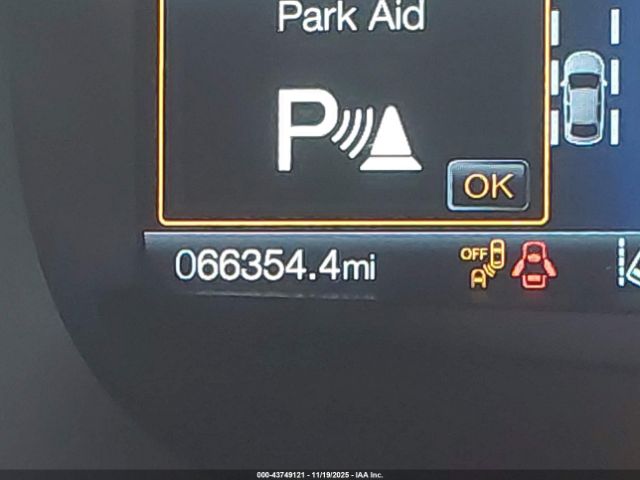 Park Aid
P
OK
066354.4mi
OFF
A
000-43749121 - 11/19/2025 - IAA Inc.